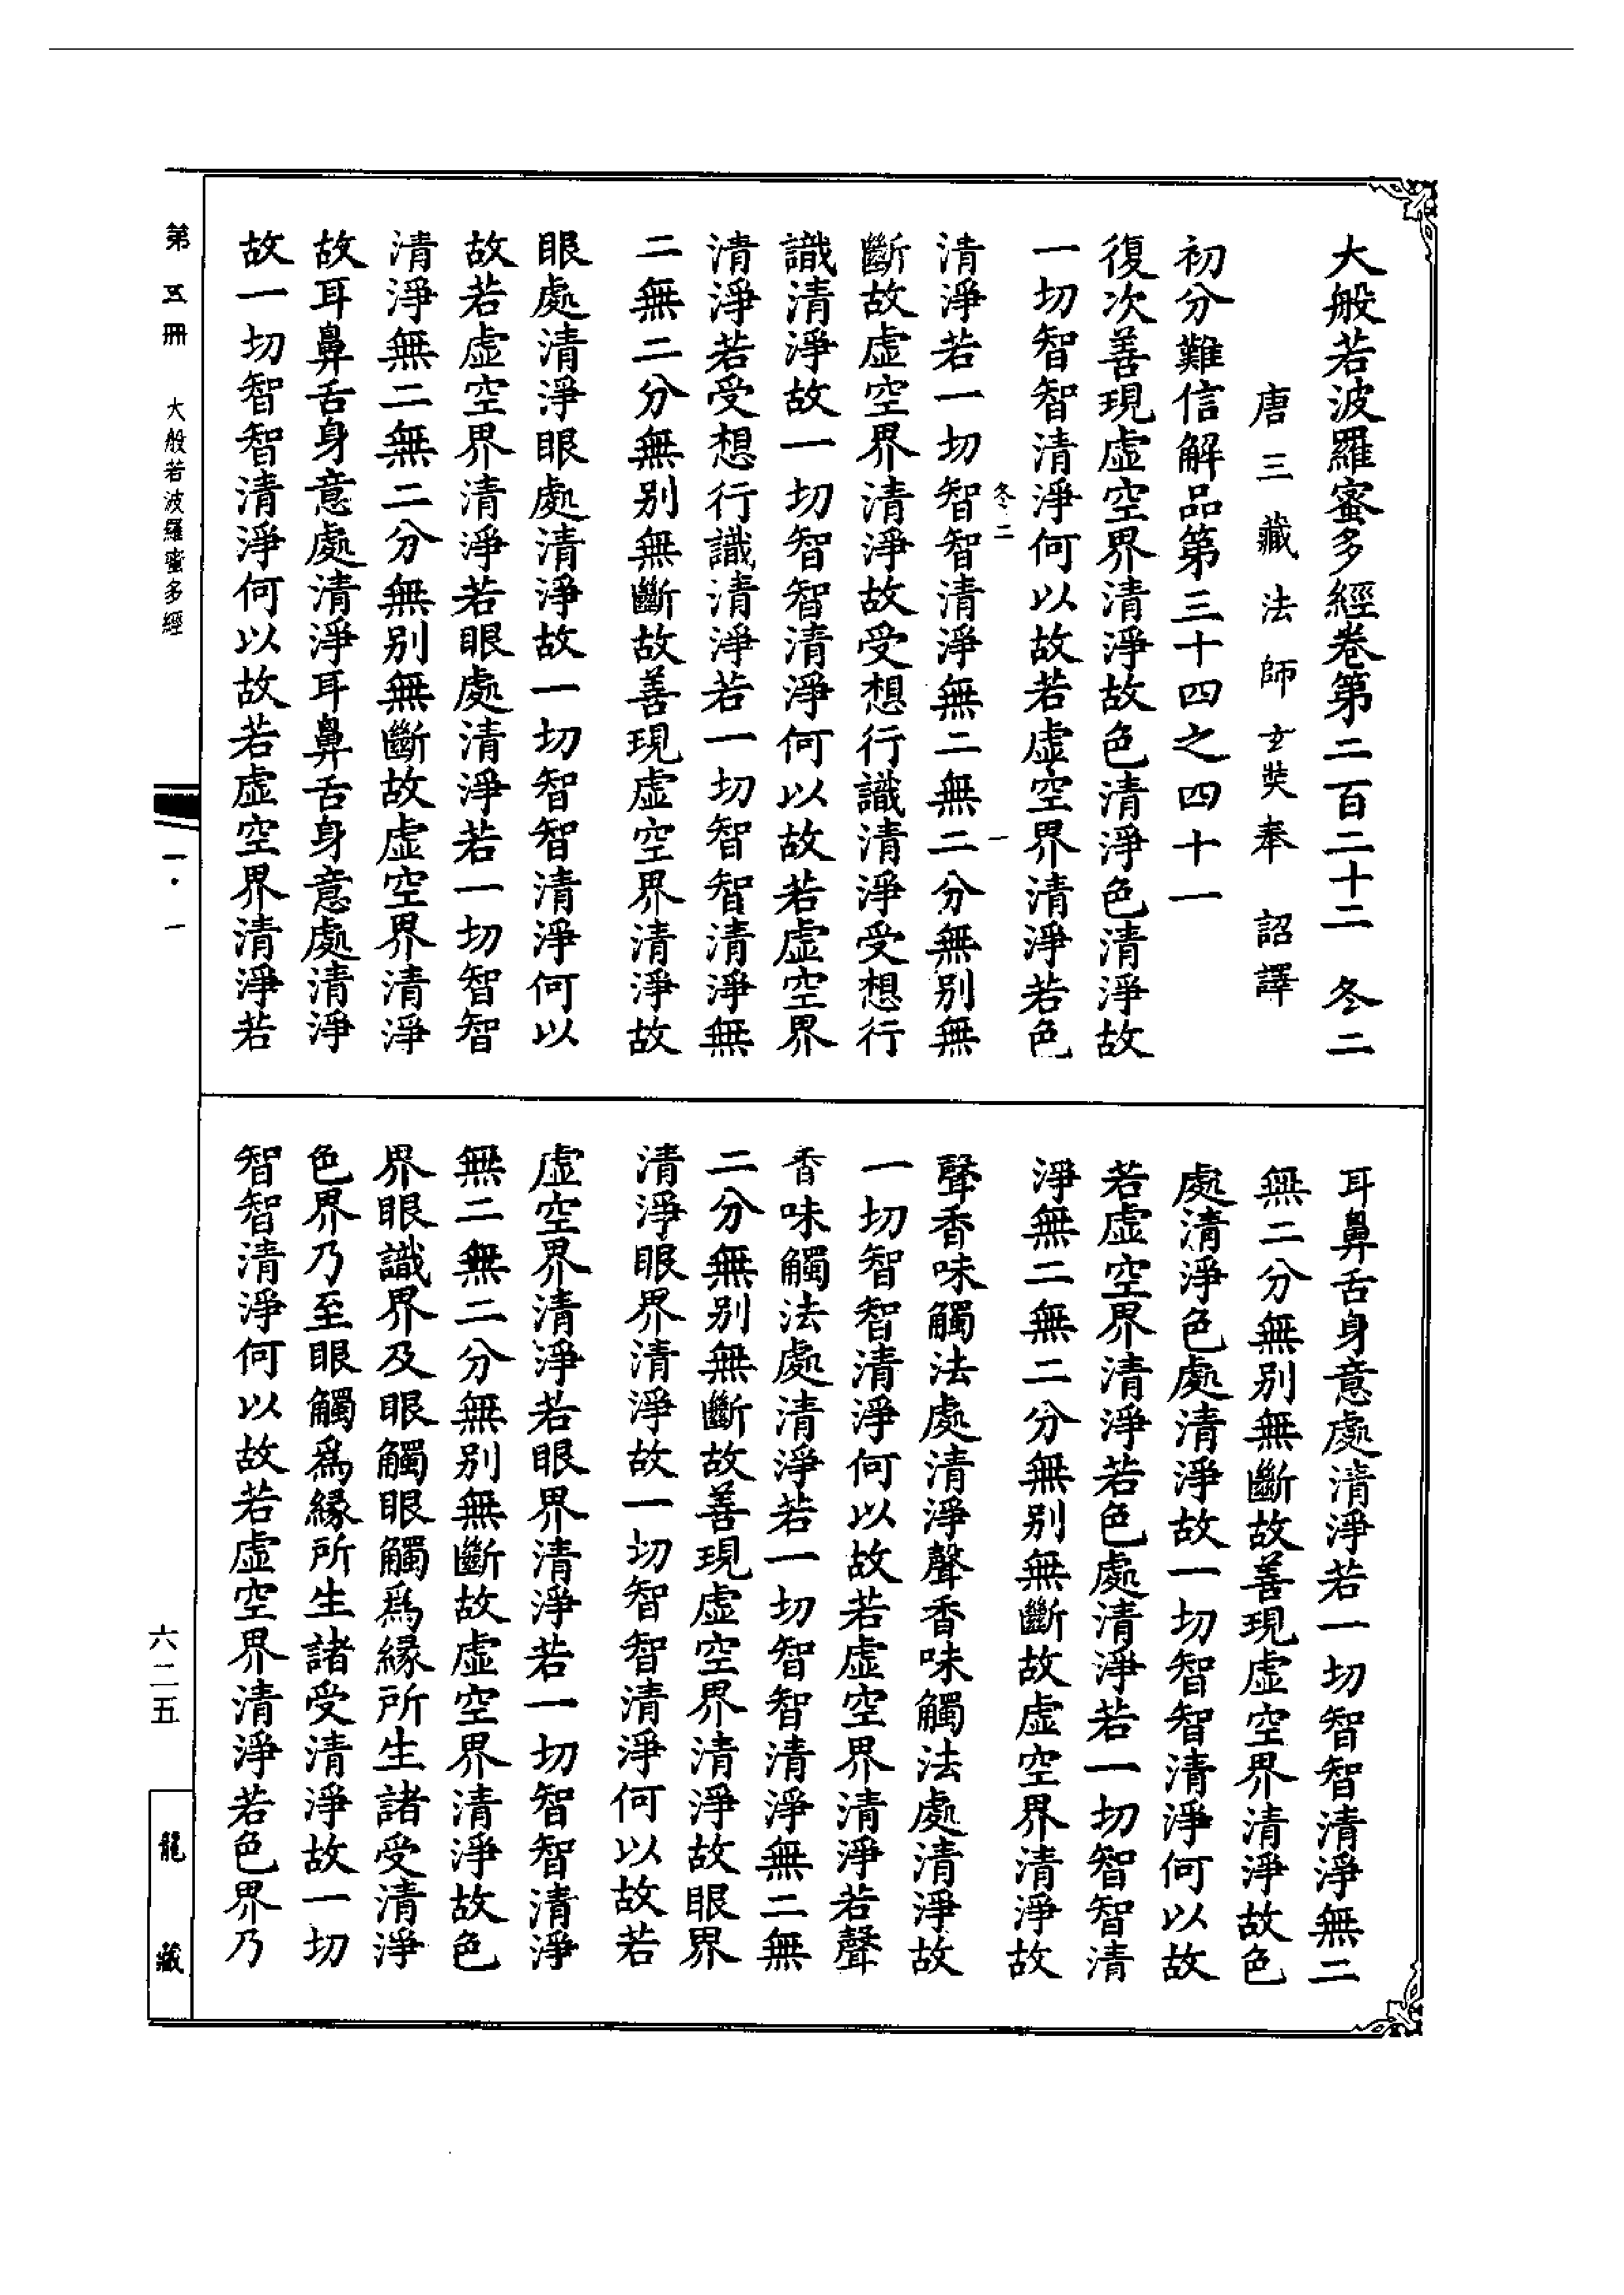 大般若波羅蜜多經卷第二百二十二　冬二
唐三藏法師玄奘奉　詔譯
初分難信解品第三十四之四十一
復次善現虛空界清淨故色清淨色清淨故
一切智智清淨何以故若虛空界清淨若色
冬二　一
清淨若一切智智清淨無二無二分無別無
斷故虛空界清淨故受想行識清淨受想行
識清淨故一切智智清淨何以故若虛空界
清淨若受想行識清淨若一切智智清淨無
二無二分無別無斷故善現虛空界清淨故
眼處清淨眼處清淨故一切智智清淨何以
故若虛空界清淨若眼處清淨若一切智智
清淨無二無二分無別無斷故虛空界清淨
故耳鼻舌身意處清淨耳鼻舌身意處清淨
故一切智智清淨何以故若虛空界清淨若
耳鼻舌身意處清淨若一切智智清淨無二
無二分無別無斷故善現虛空界清淨故色
處清淨色處清淨故一切智智清淨何以故
若虛空界清淨若色處清淨若一切智智清
淨無二無二分無別無斷故虛空界清淨故
聲香味觸法處清淨聲香味觸法處清淨故
一切智智清淨何以故若虛空界清淨若聲
香味觸法處清淨若一切智智清淨無二無
二分無別無斷故善現虛空界清淨故眼界
清淨眼界清淨故一切智智清淨何以故若
虛空界清淨若眼界清淨若一切智智清淨
無二無二分無別無斷故虛空界清淨故色
界眼識界及眼觸眼觸爲緣所生諸受清淨
色界乃至眼觸爲緣所生諸受清淨故一切
智智清淨何以故若虛空界清淨若色界乃
第五冊　大般若波羅蜜多經
一·一
六二五
龍藏